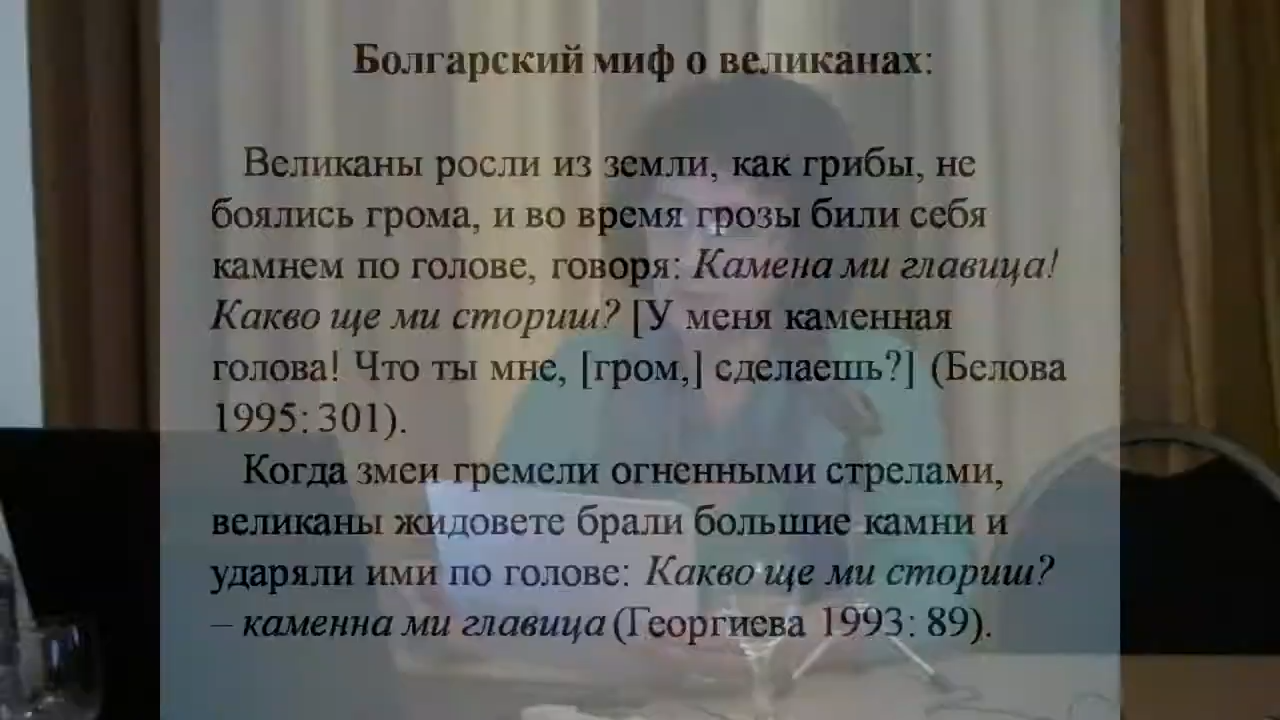 Болгарский миф о великанах:
Великаны росли из земли, как грибы, не
боялись грома, и во время грозы били себя
камнем по голове, говоря: Камена ми главица!
Какво ще ми сториш? [У меня каменная
голова! Что ты мне, [гром,] сделаешь?] (Белова
1995: 301).
Когда змеи гремели огненными стрелами,
великаны жидовете брали большие камни и
ударяли ими по голове: Какво ще ми сториш?
– каменна ми главица (Георгиева 1993: 89).